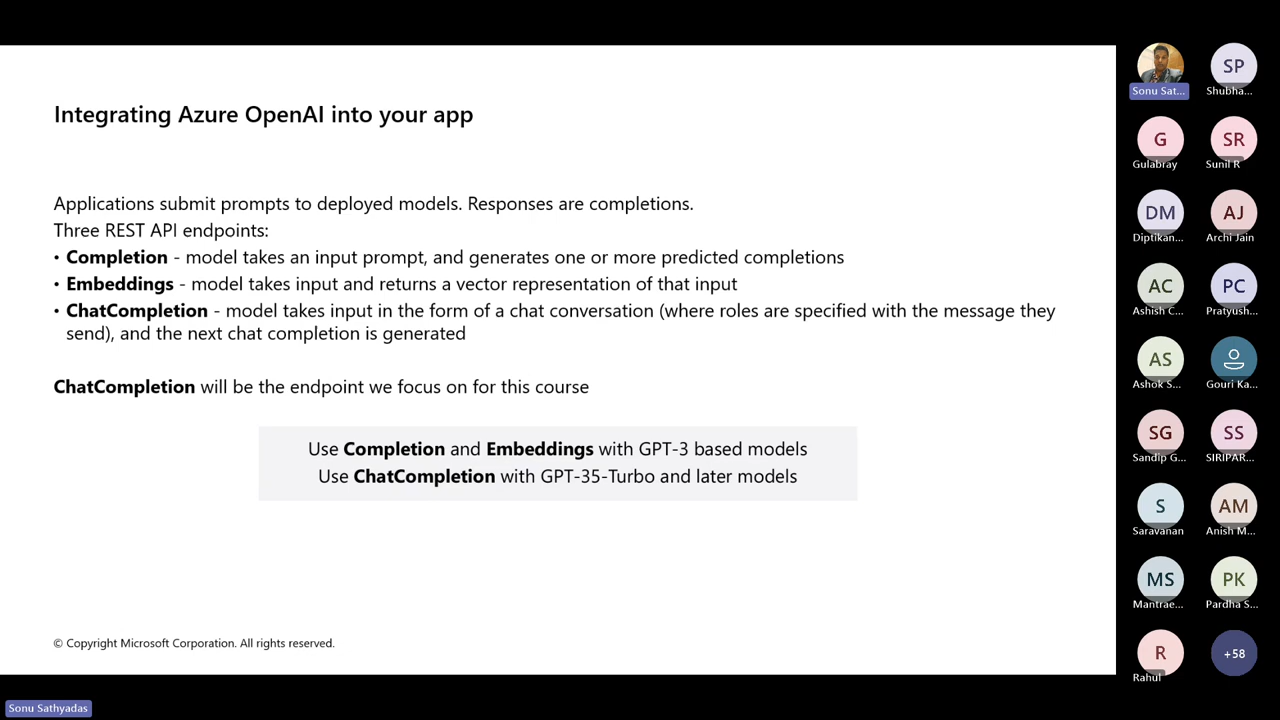 Integrating Azure OpenAI into your app
Applications submit prompts to deployed models. Responses are completions.
Three REST API endpoints:
• Completion - model takes an input prompt, and generates one or more predicted completions
• Embeddings - model takes input and returns a vector representation of that input
• ChatCompletion - model takes input in the form of a chat conversation (where roles are specified with the message they
send), and the next chat completion is generated
ChatCompletion will be the endpoint we focus on for this course
Use Completion and Embeddings with GPT-3 based models
Use ChatCompletion with GPT-35-Turbo and later models
© Copyright Microsoft Corporation. All rights reserved.
Sonu Sathyadas
Sonu Sat...
SP
Shubha...
G
Gulabray
SR
Sunil R
DM
Diptikan...
AJ
Archi Jain
AC
Ashish C...
PC
Pratyush...
AS
Ashok S...
Gouri Ka...
SG
Sandip G...
SS
SIRIPAR...
S
Saravanan
AM
Anish M...
MS
Mantrae...
PK
Pardha S...
R
Rahul
+58